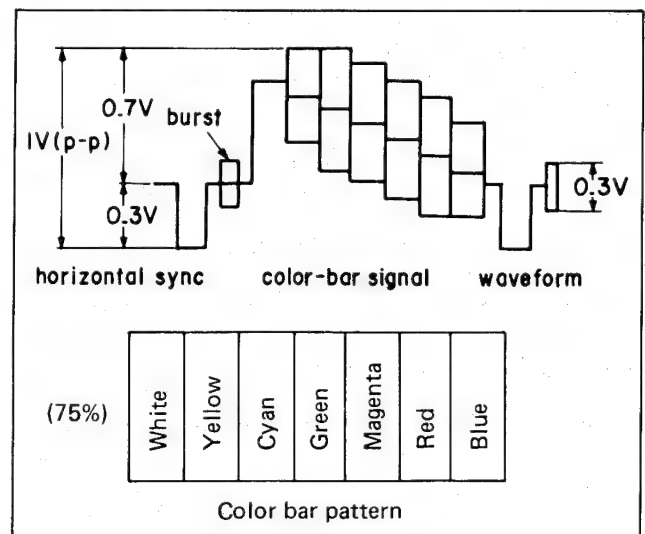 0.7V
burst
1V(p-p)
0.3V
0.3V
horizontal sync
color-bar signal
waveform
(75%)
White
Yellow
Cyan
Green
Magenta
Red
Blue
Color bar pattern